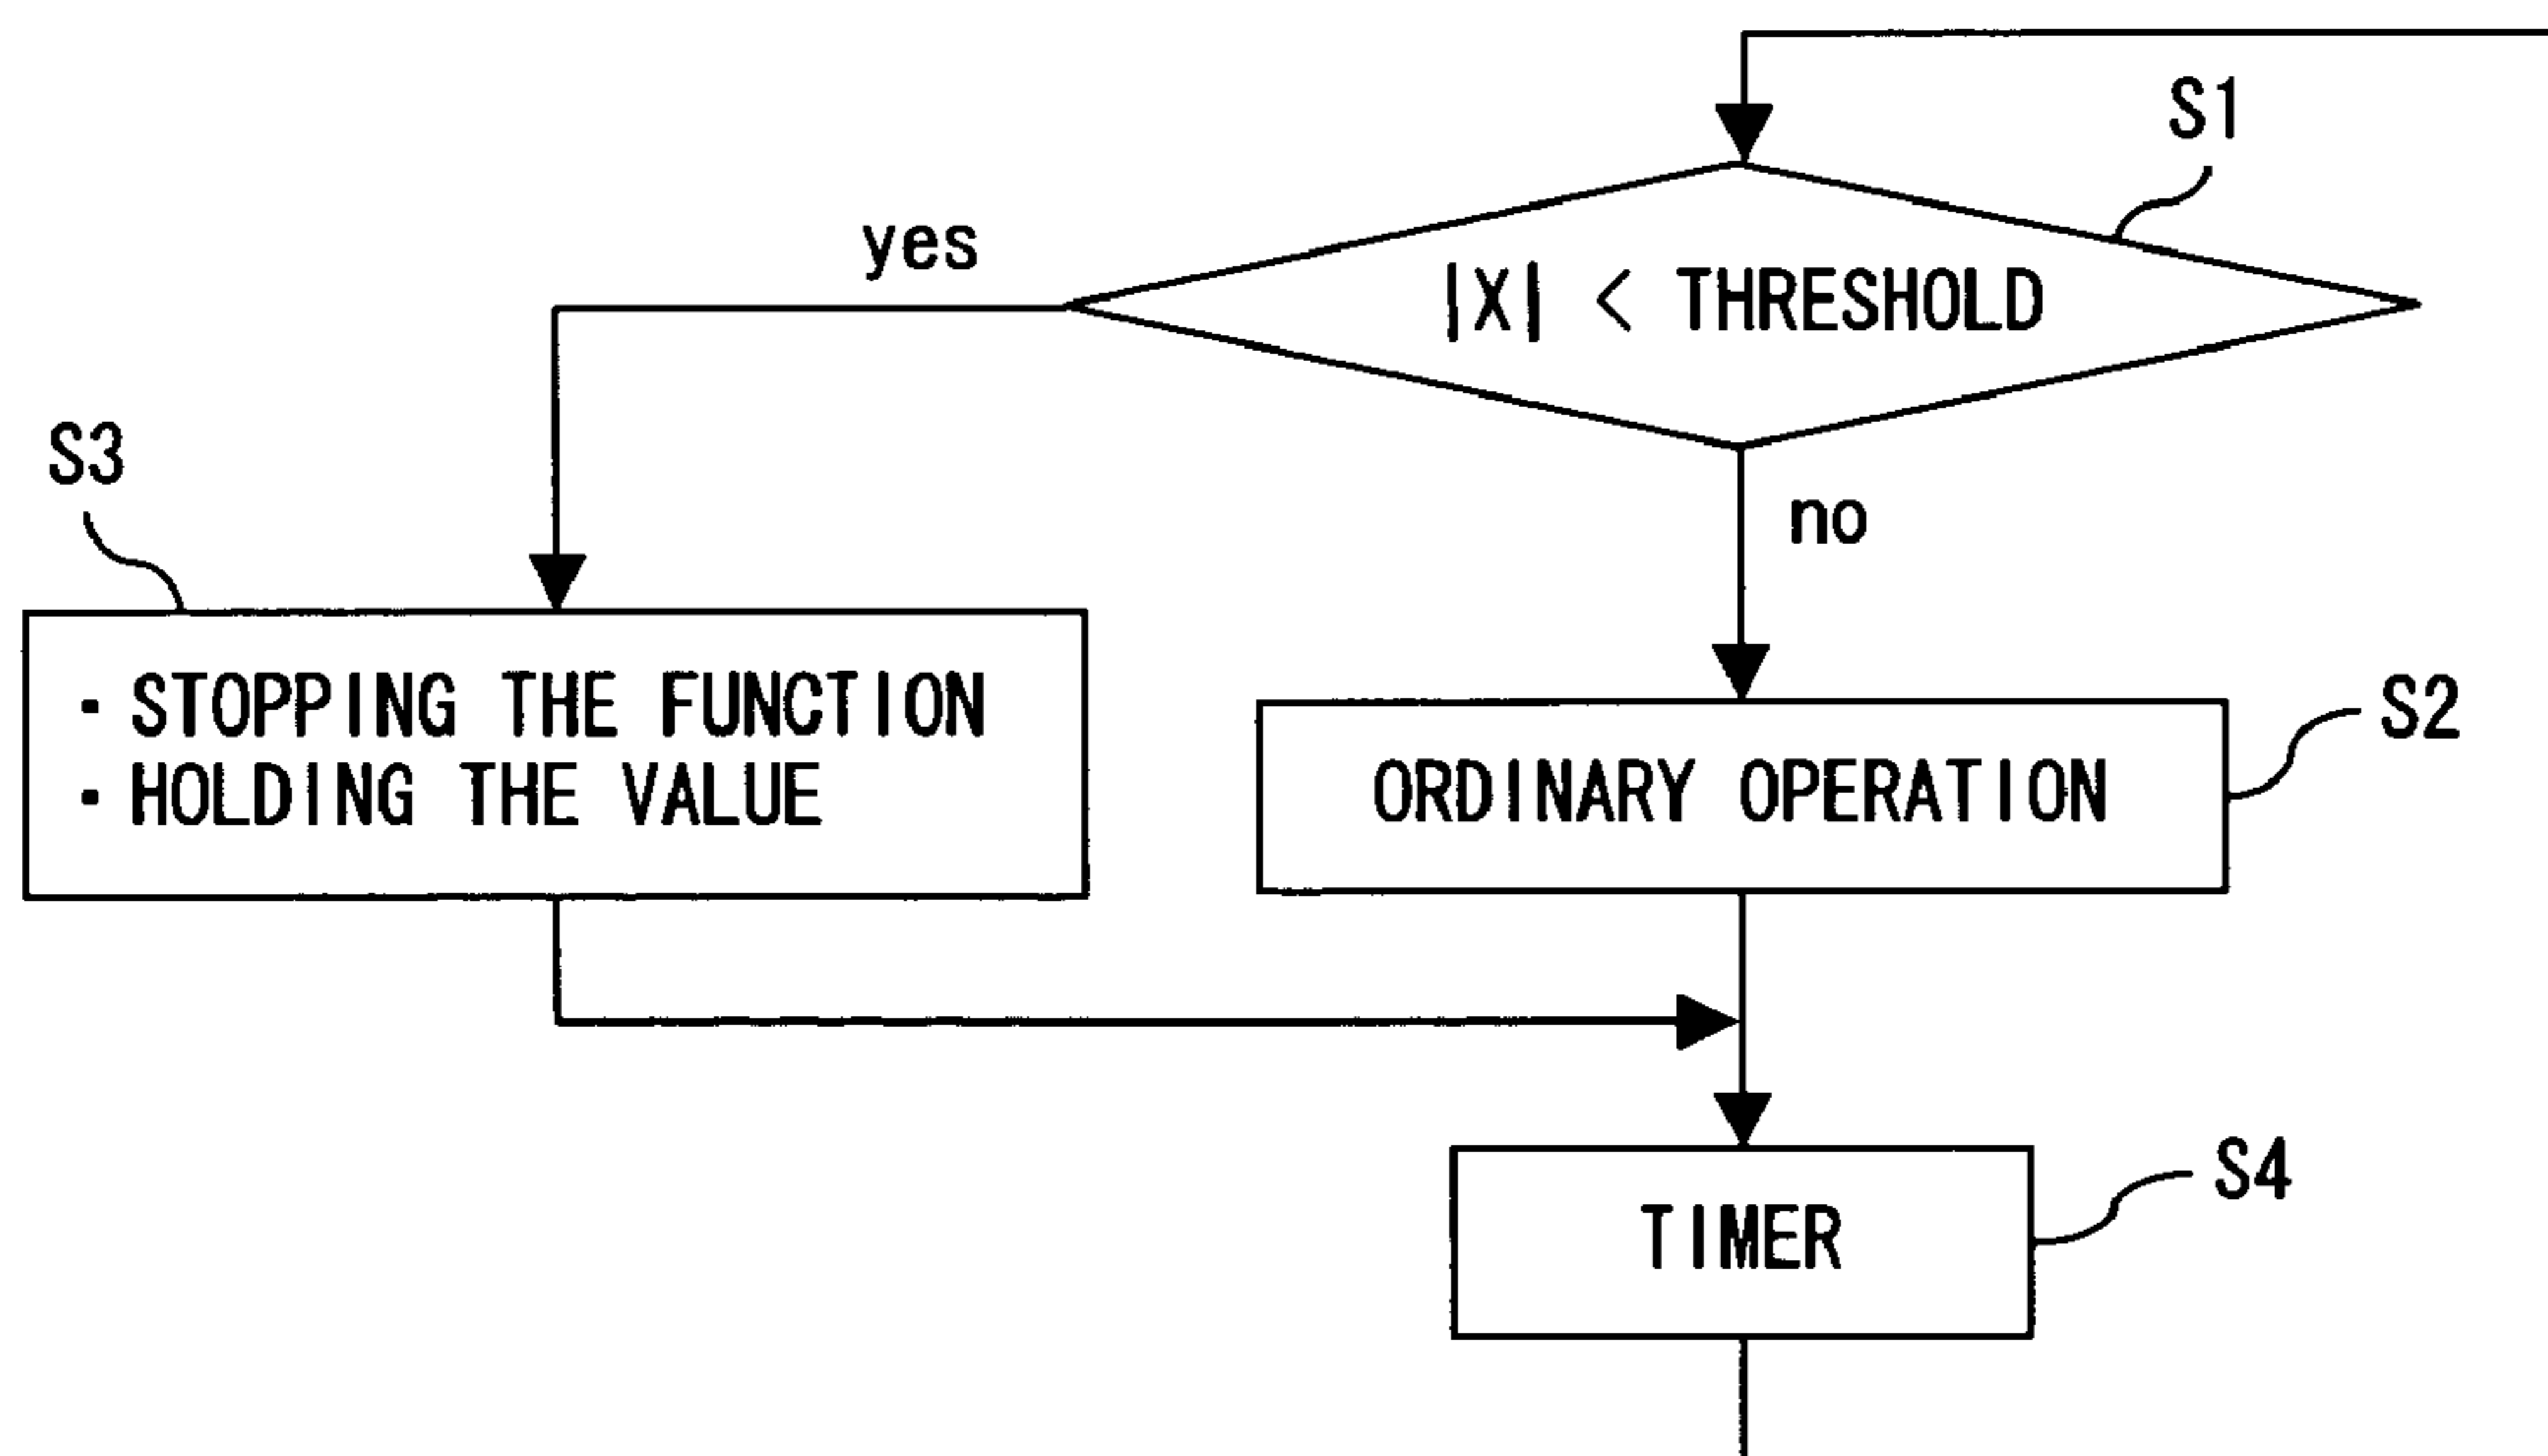 S1
|X| < THRESHOLD
yes
no
S3
· STOPPING THE FUNCTION
· HOLDING THE VALUE
S2
ORDINARY OPERATION
S4
TIMER